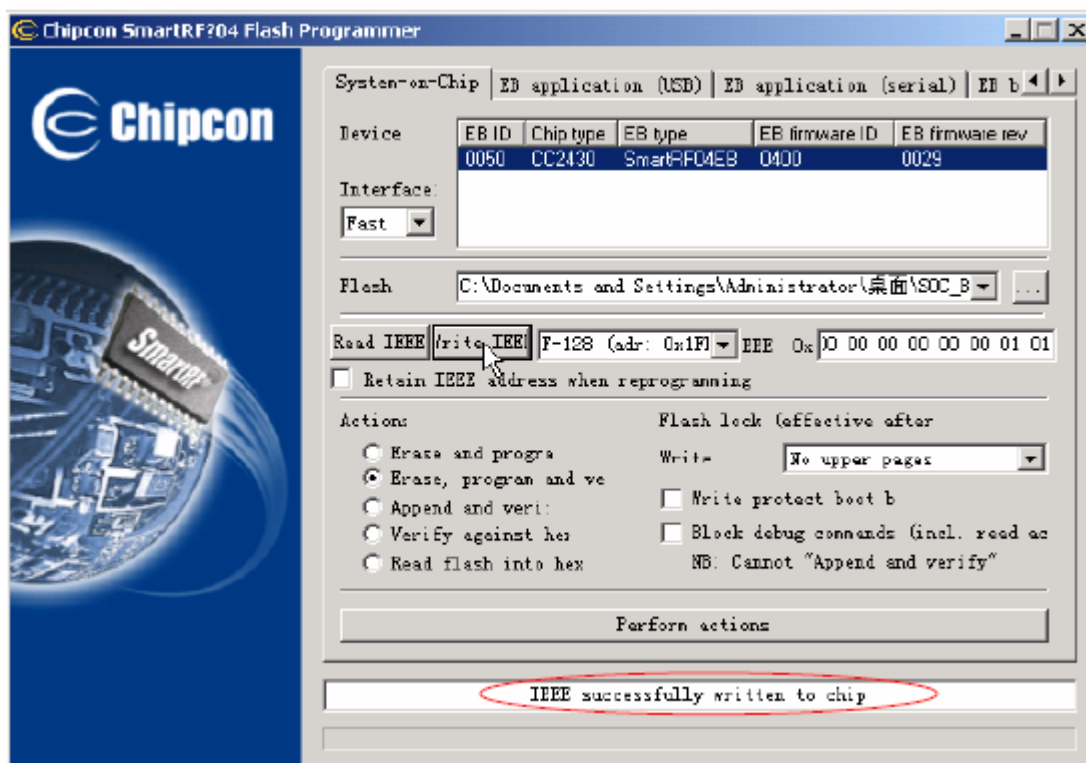 Chipcon SmartRF?04 Flash Programmer
Chipcon
SmartRF
System-on-Chip EB application (USB) EB application (serial) EB b
Device
EB ID Chip type EB type EB firmware ID EB firmware rev
0050 CC2430 SmartRF04EB 0400 0029
Interface:
Fast
Flash C:\Documents and Settings\Administrator\桌面\SOC_B ...
Read IEEE Write IEEE F-128 (adr: 0x1F EEE 0x 00 00 00 00 00 00 01 01
Retain IEEE address when reprogramming
Action: Flash lock (effective after
Erase and progra Write No upper pages
Erase, program and ve
Append and veri: Write protect boot b
Verify against hex Block debug commands (incl. read ac
Read flash into hex NB: Cannot "Append and verify"
Perform actions
IEEE successfully written to chip